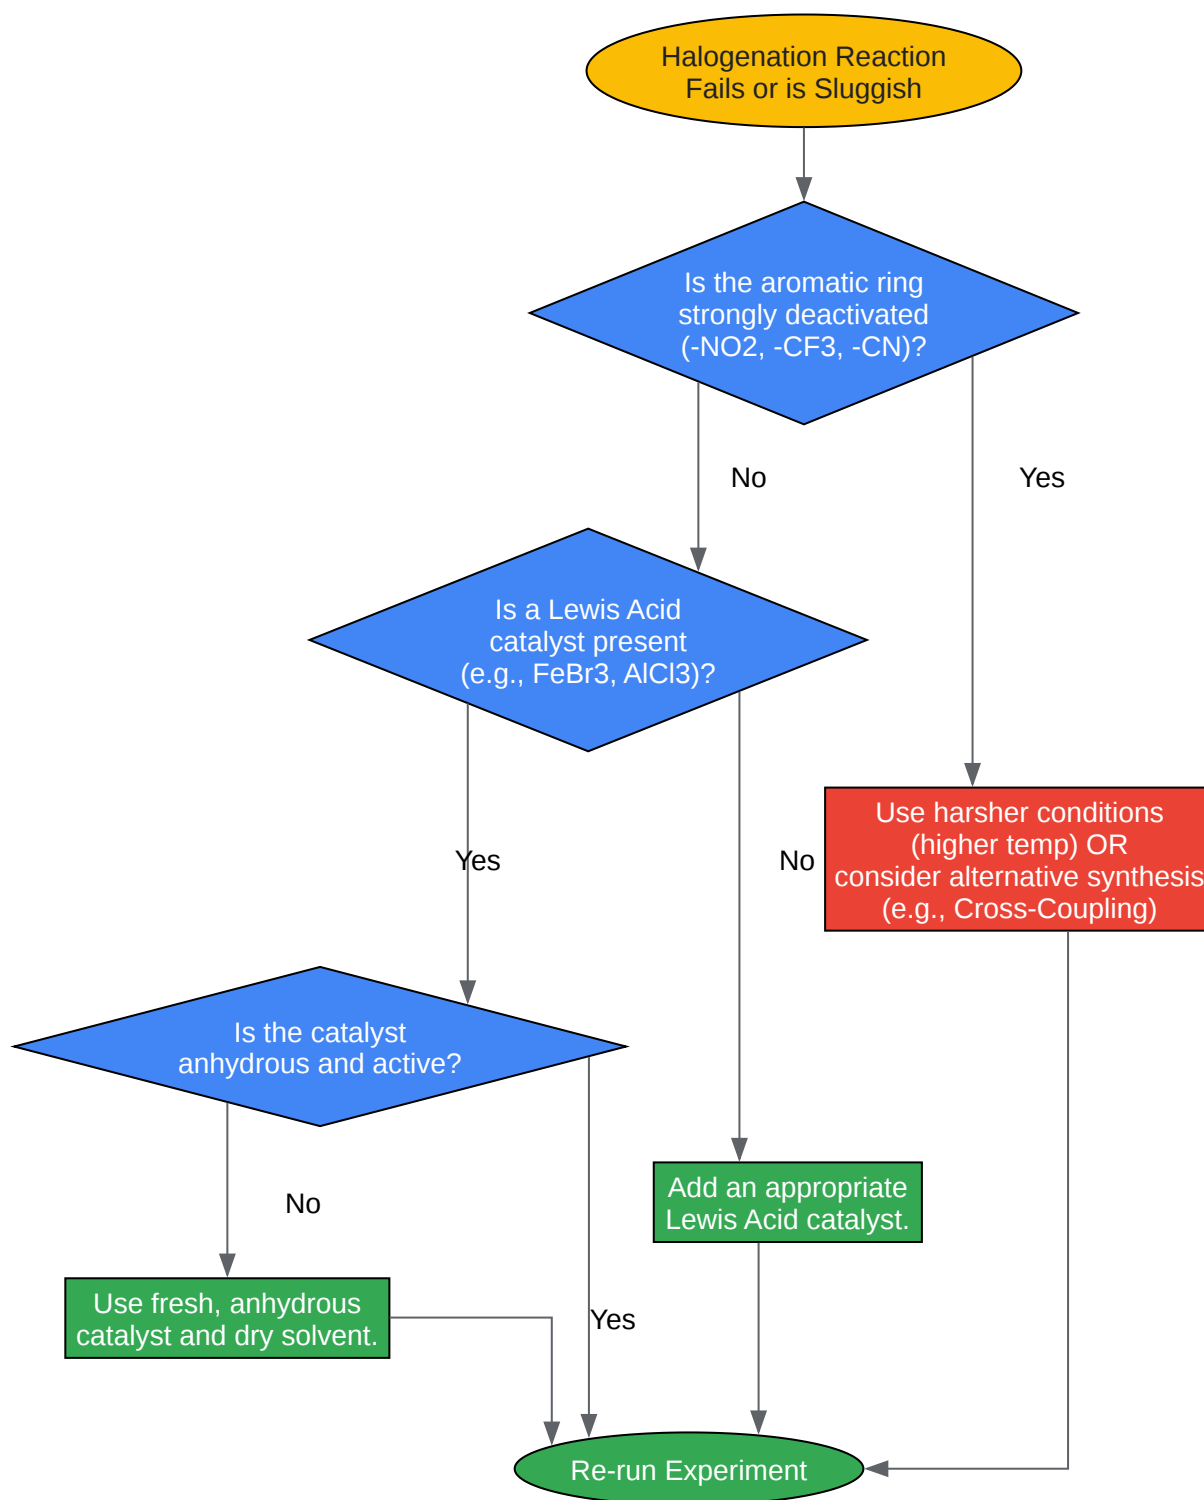 Halogenation Reaction
Fails or is Sluggish
Is the aromatic ring
strongly deactivated
(-NO2, -CF3, -CN)?
No
Yes
Is a Lewis Acid
catalyst present
(e.g., FeBr3, AlCl3)?
Use harsher conditions
(higher temp) OR
consider alternative synthesis
(e.g., Cross-Coupling)
Yes
No
Is the catalyst
anhydrous and active?
Add an appropriate
Lewis Acid catalyst.
No
Use fresh, anhydrous
catalyst and dry solvent.
Yes
Re-run Experiment